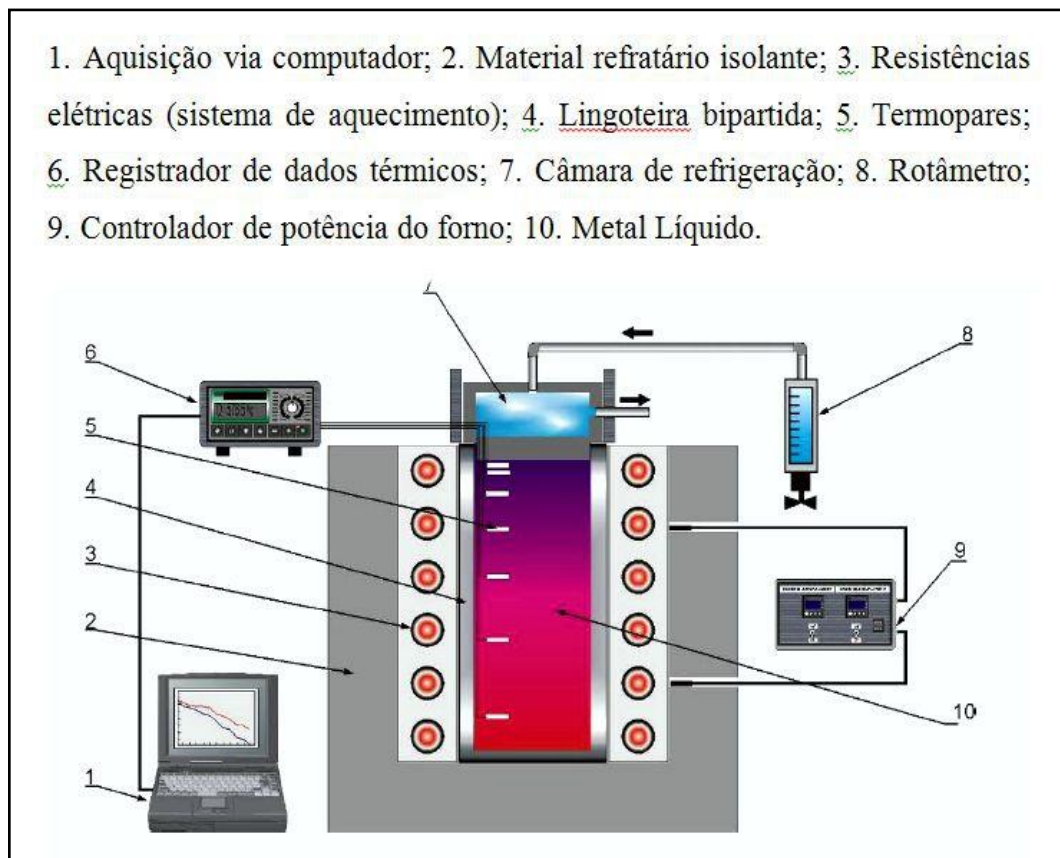 1. Aquisição via computador; 2. Material refratário isolante; 3. Resistências
elétricas (sistema de aquecimento); 4. Lingoteira bipartida; 5. Termopares;
6. Registrador de dados térmicos; 7. Câmara de refrigeração; 8. Rotâmetro;
9. Controlador de potência do forno; 10. Metal Líquido.
7
6
8
5
4
3
9
2
10
1